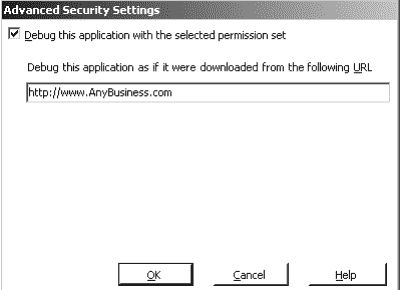 Advanced Security Settings
Debug this application with the selected permission set
Debug this application as if it were downloaded from the following URL
http://www.AnyBusiness.com
OK Cancel Help